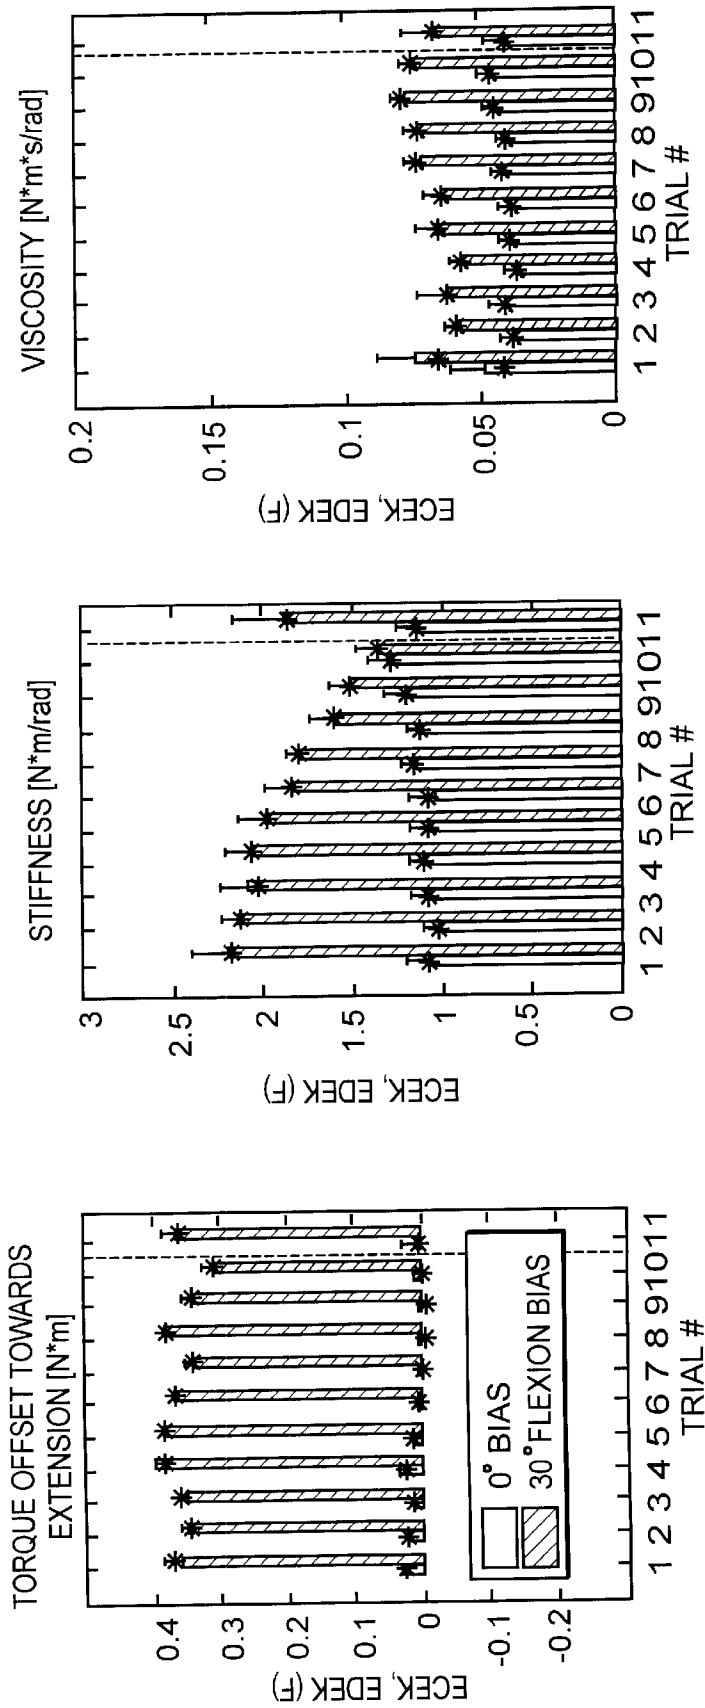 TORQUE OFFSET TOWARDS
EXTENSION [N*m]
ECEK, EDEK (F)
0.4
0.3
0.2
0.1
0
-0.1
-0.2
0° BIAS
30° FLEXION BIAS
1 2 3 4 5 6 7 8 9 10 11
TRIAL #
STIFFNESS [N*m/rad]
ECEK, EDEK (F)
3
2.5
2
1.5
1
0.5
0
1 2 3 4 5 6 7 8 9 10 11
TRIAL #
VISCOSITY [N*m*s/rad]
ECEK, EDEK (F)
0.2
0.15
0.1
0.05
0
1 2 3 4 5 6 7 8 9 10 11
TRIAL #